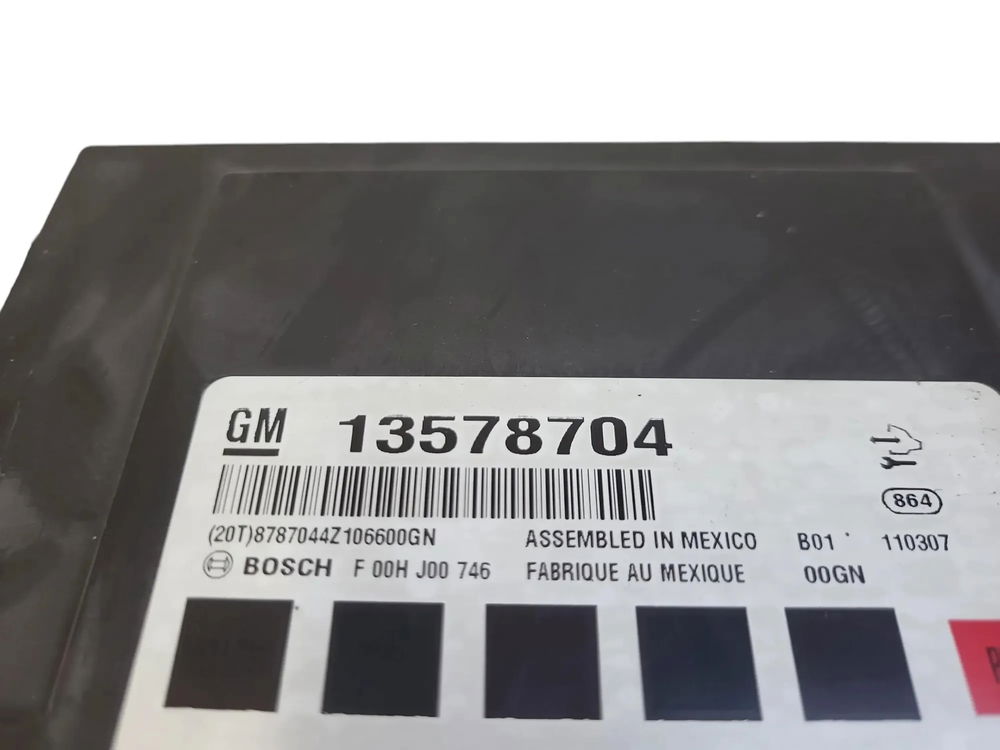 GM 13578704
864
(20T)8787044Z106600GN ASSEMBLED IN MEXICO B01 110307
BOSCH F 00H J00 746 FABRIQUE AU MEXIQUE 00GN